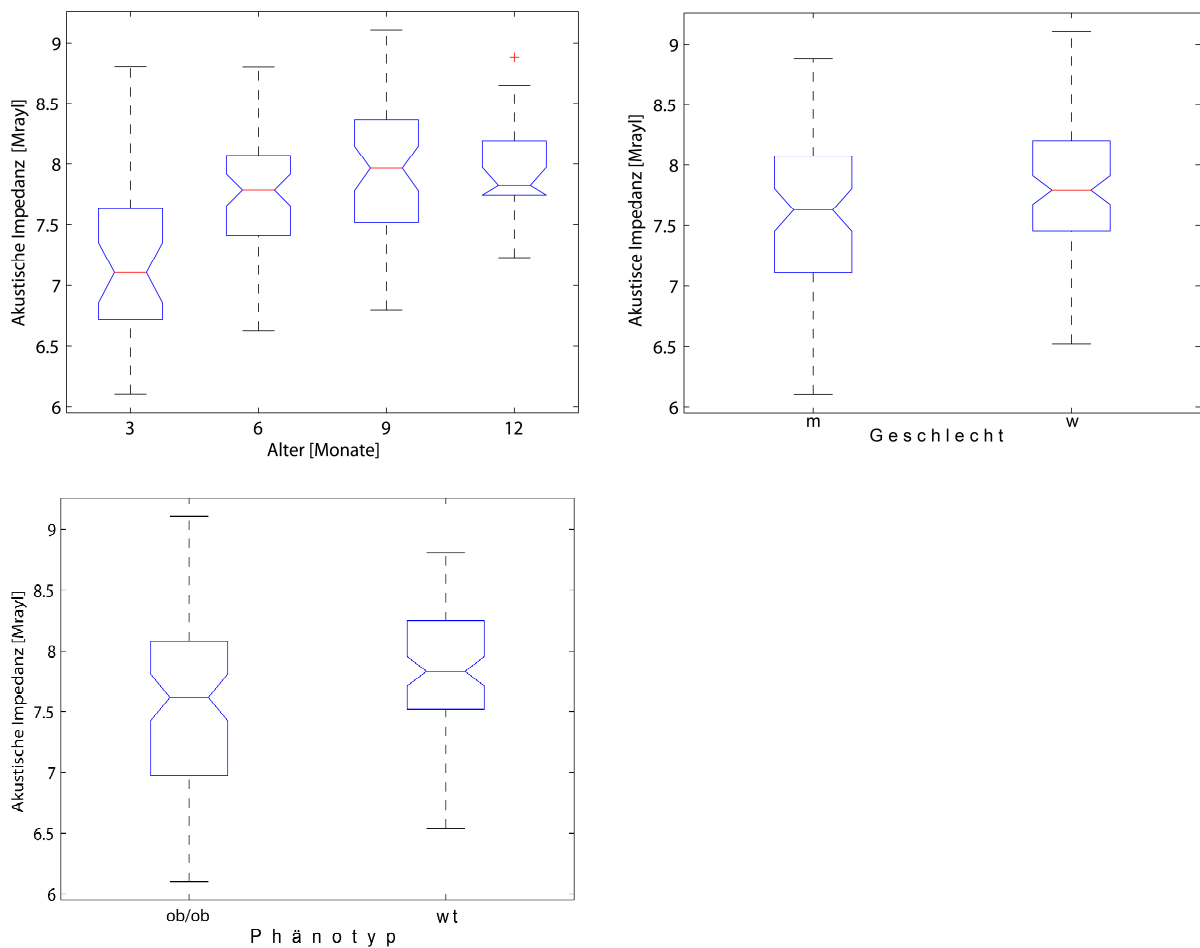 Akustische Impedanz [Mrayl]
9
8.5
8
7.5
7
6.5
6
3 6 9 12
Alter [Monate]
Akustisce Impedanz [Mrayl]
9
8.5
8
7.5
7
6.5
6
m w
Geschlecht
Akustische Impedanz [Mrayl]
9
8.5
8
7.5
7
6.5
6
ob/ob wt
Phänotyp